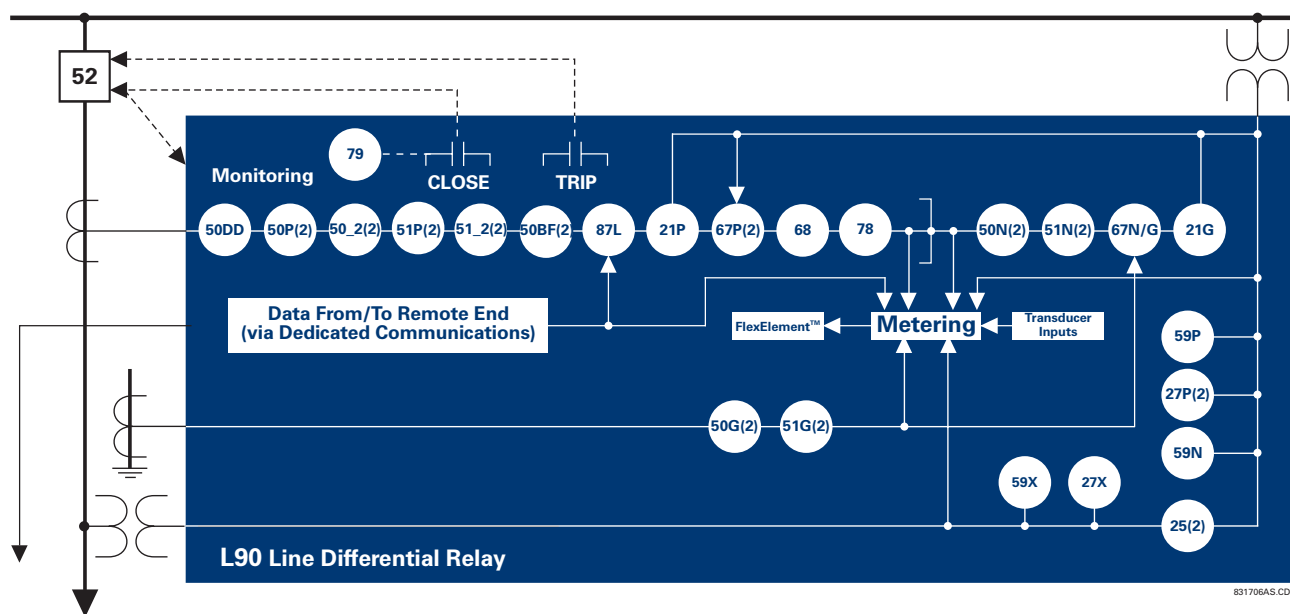 52
79
Monitoring
CLOSE
TRIP
50DD
50P(2)
50_2(2)
51P(2)
51_2(2)
50BF(2)
87L
21P
67P(2)
68
78
50N(2)
51N(2)
67N/G
21G
Data From/To Remote End
(via Dedicated Communications)
FlexElement™
Metering
Transducer
Inputs
59P
27P(2)
50G(2)
51G(2)
59N
59X
27X
25(2)
L90 Line Differential Relay
831706AS.CD